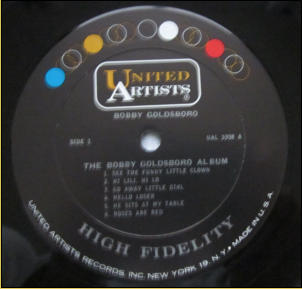 UNITED
ARTISTS
BOBBY GOLDSBORO
SIDE 1
UAL 3358 A
THE BOBBY GOLDSBORO ALBUM
1. SEE THE FUNNY LITTLE CLOWN
2. HI LILI, HI LO
3. GO AWAY LITTLE GIRL
4. HELLO LOSER
5. HE SITS AT MY TABLE
6. ROSES ARE RED
HIGH FIDELITY
UNITED ARTISTS RECORDS, INC. NEW YORK 19, N.Y. • MADE IN U.S.A.